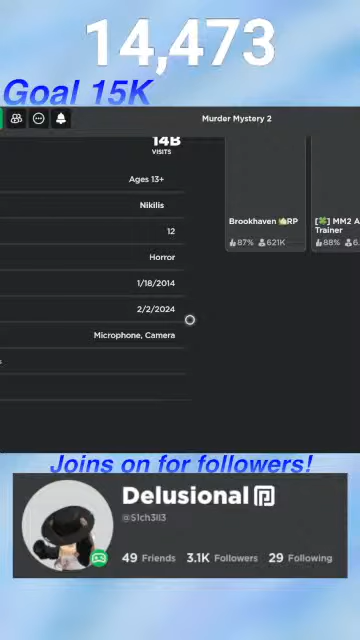 14,473
Goal 15K
Murder Mystery 2
14B
VISITS
Ages 13+
Nikilis
12
Horror
1/18/2014
2/2/2024
Microphone, Camera
Brookhaven RP
87% 621K
MM2 A
Trainer
88% 6.
Joins on for followers!
Delusional
@S1ch3ll3
49 Friends 3.1K Followers 29 Following